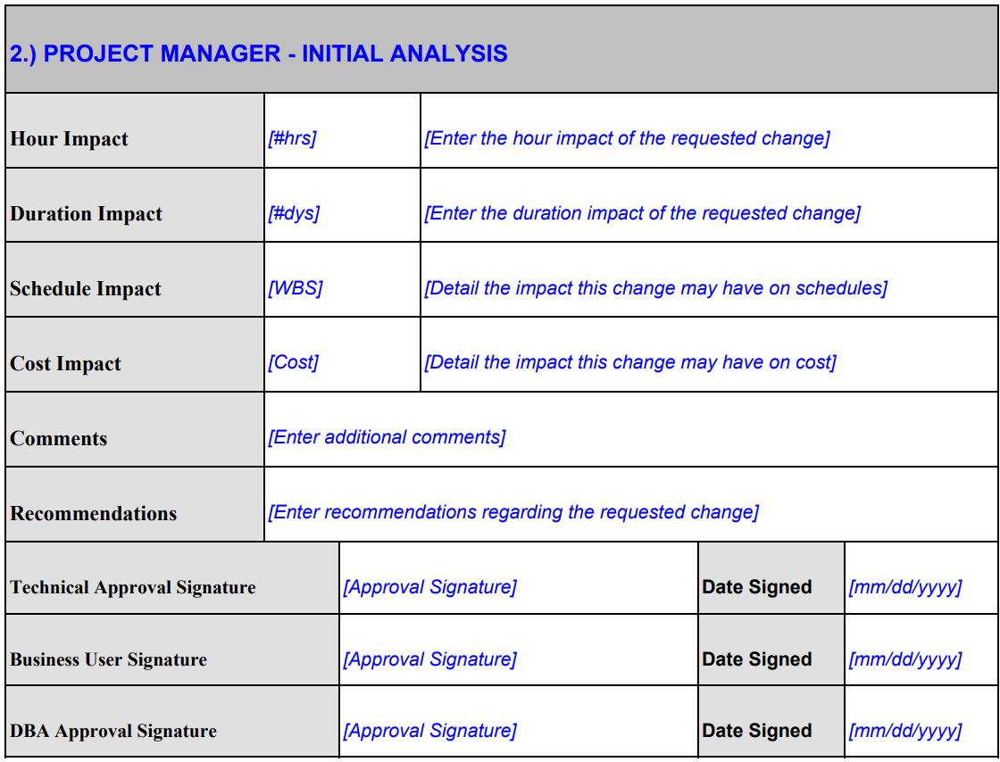 2.) PROJECT MANAGER - INITIAL ANALYSIS
Hour Impact [#hrs] [Enter the hour impact of the requested change]
Duration Impact [#dys] [Enter the duration impact of the requested change]
Schedule Impact [WBS] [Detail the impact this change may have on schedules]
Cost Impact [Cost] [Detail the impact this change may have on cost]
Comments [Enter additional comments]
Recommendations [Enter recommendations regarding the requested change]
Technical Approval Signature [Approval Signature] Date Signed [mm/dd/yyyy]
Business User Signature [Approval Signature] Date Signed [mm/dd/yyyy]
DBA Approval Signature [Approval Signature] Date Signed [mm/dd/yyyy]